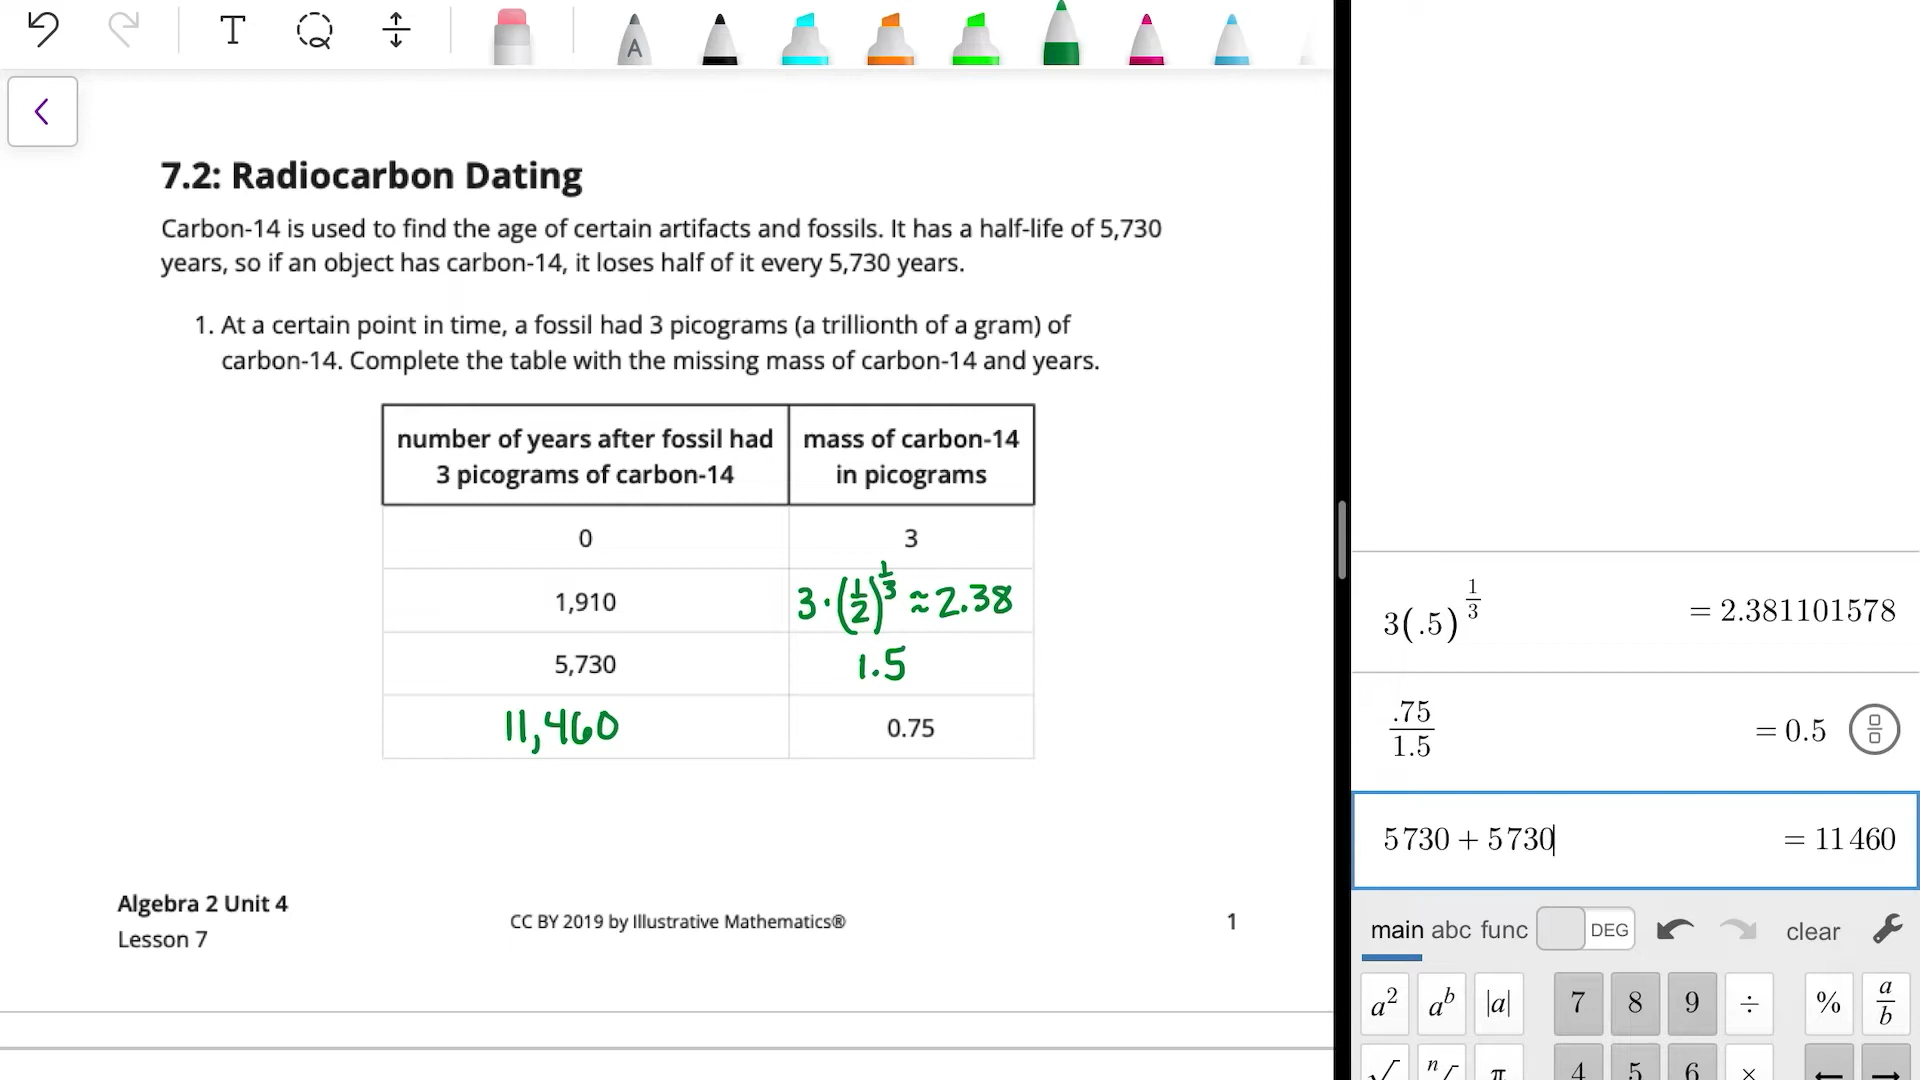 T
A
7.2: Radiocarbon Dating
Carbon-14 is used to find the age of certain artifacts and fossils. It has a half-life of 5,730
years, so if an object has carbon-14, it loses half of it every 5,730 years.
1. At a certain point in time, a fossil had 3 picograms (a trillionth of a gram) of
carbon-14. Complete the table with the missing mass of carbon-14 and years.
number of years after fossil had
3 picograms of carbon-14
mass of carbon-14
in picograms
0 3
1,910 3·(1/2)^1/3 ≈ 2.38
5,730 1.5
11,460 0.75
Algebra 2 Unit 4
Lesson 7
CC BY 2019 by Illustrative Mathematics®
1
3(.5)^1/3 = 2.381101578
.75/1.5 = 0.5
5730 + 5730 = 11460
main abc func DEG clear
a² a^b |a| 7 8 9 ÷ % a/b
√ n√ π 4 5 6 × ← →